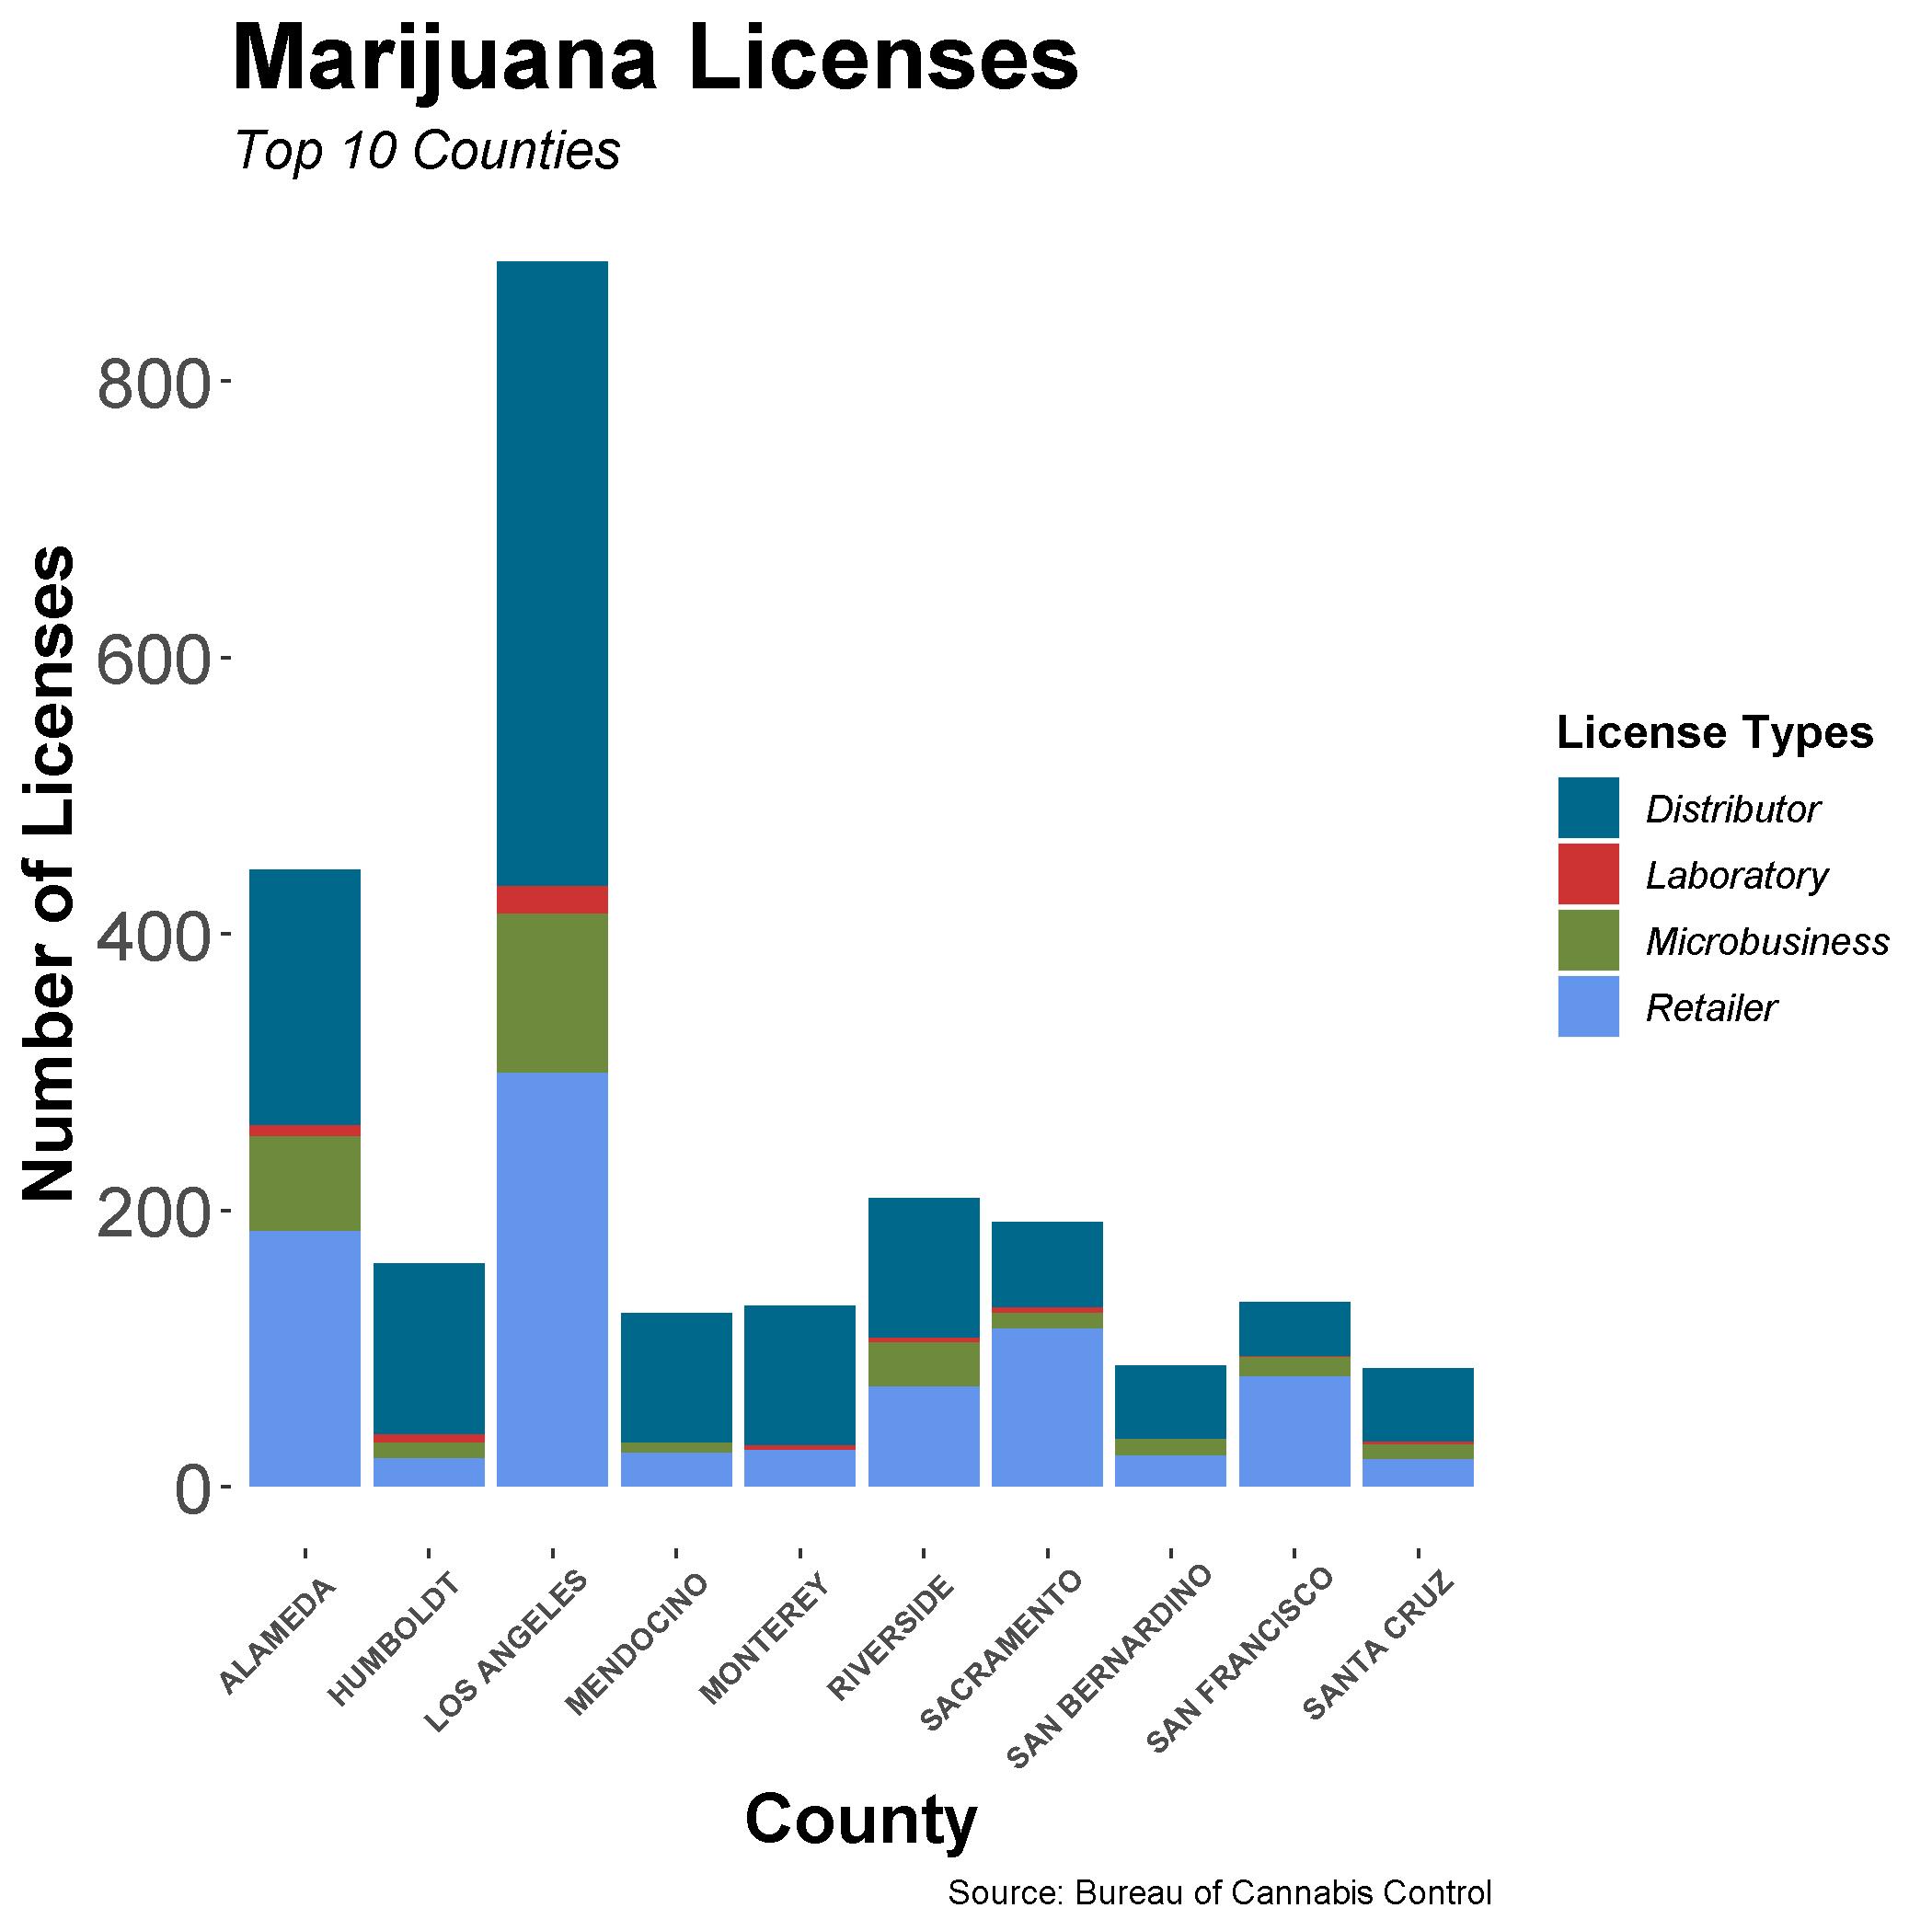 Marijuana Licenses
Top 10 Counties
Number of Licenses
800
600
400
200
0
License Types
Distributor
Laboratory
Microbusiness
Retailer
ALAMEDA
HUMBOLDT
LOS ANGELES
MENDOCINO
MONTEREY
RIVERSIDE
SACRAMENTO
SAN BERNARDINO
SAN FRANCISCO
SANTA CRUZ
County
Source: Bureau of Cannabis Control